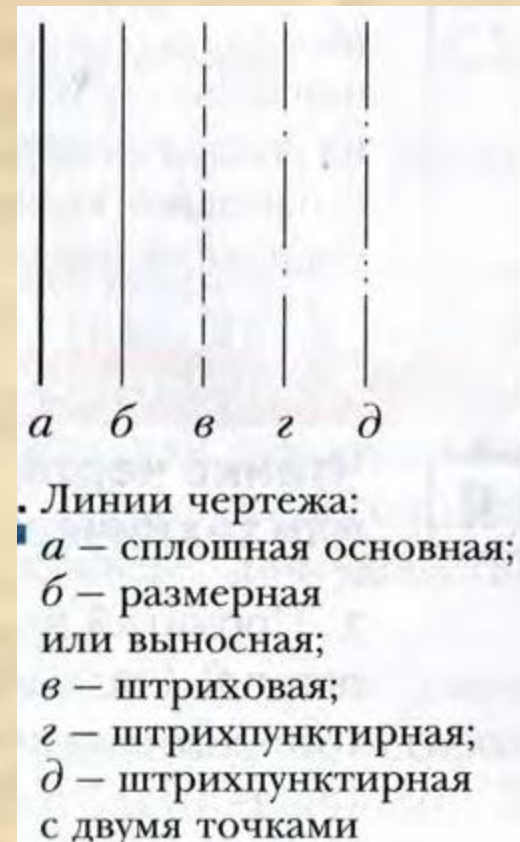 а б в г д
. Линии чертежа:
а – сплошная основная;
б – размерная
или выносная;
в – штриховая;
г – штрихпунктирная;
д – штрихпунктирная
с двумя точками